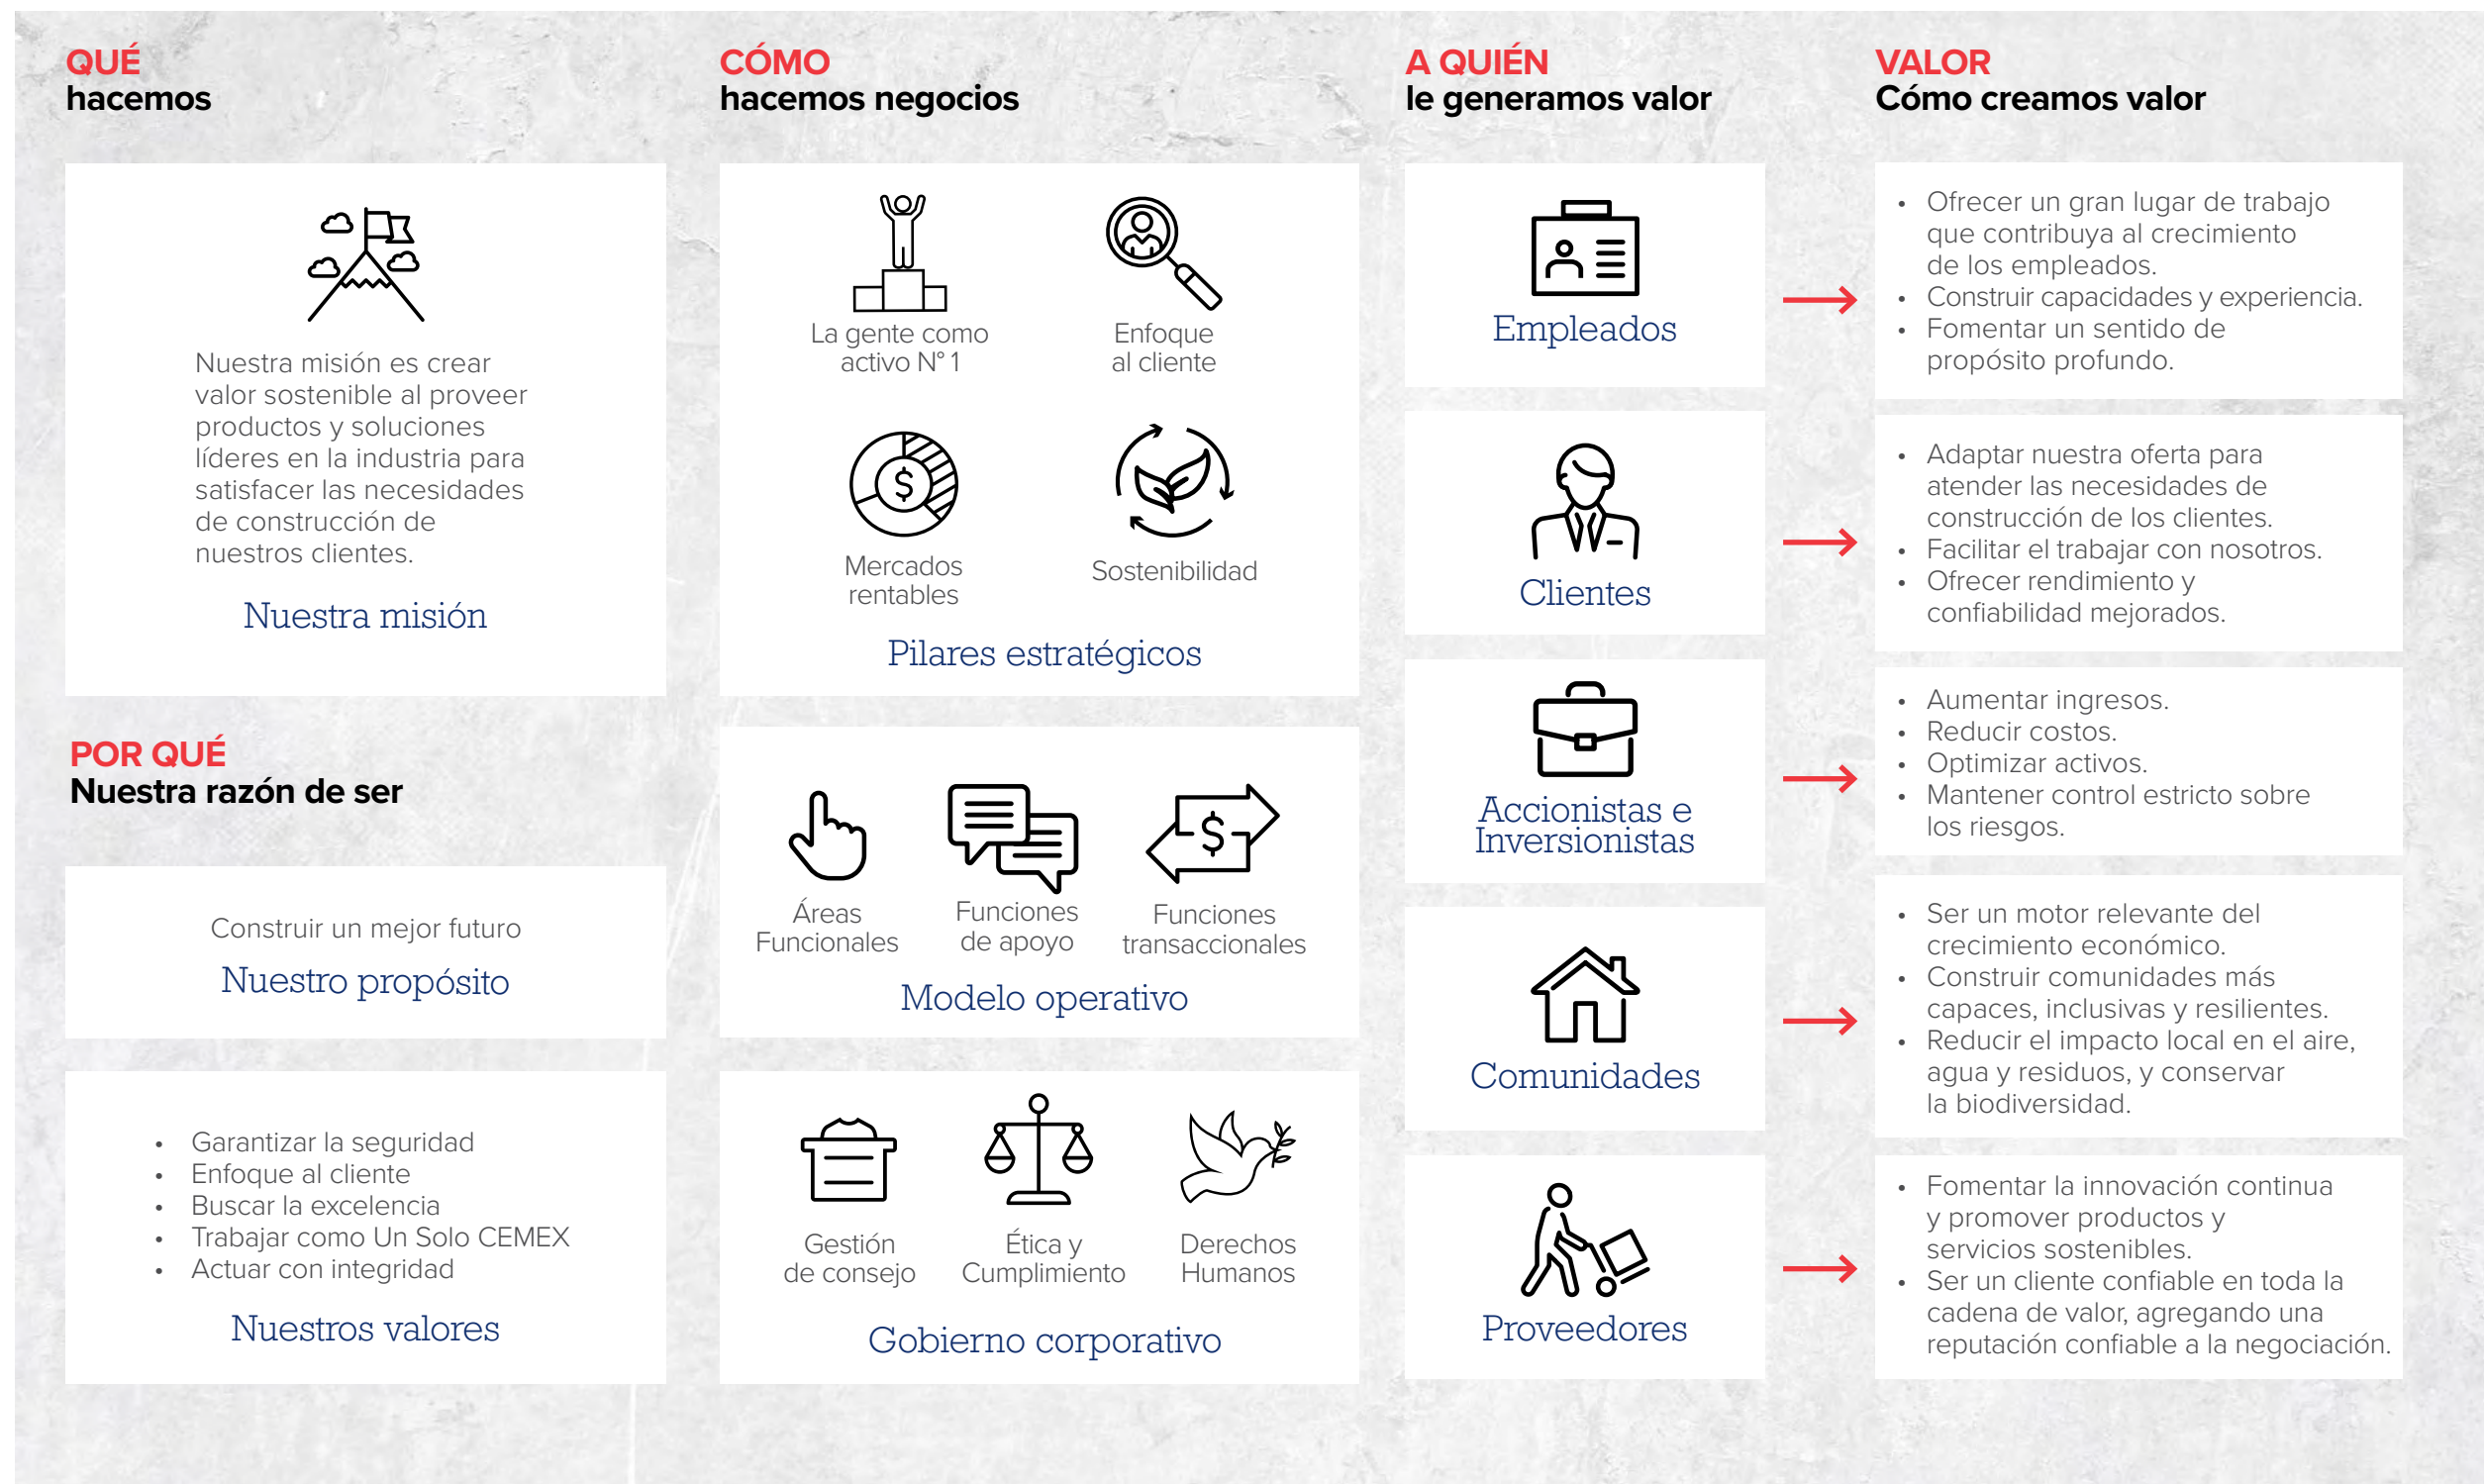 QUÉ
hacemos
Nuestra misión es crear
valor sostenible al proveer
productos y soluciones
líderes en la industria para
satisfacer las necesidades
de construcción de
nuestros clientes.
Nuestra misión
POR QUÉ
Nuestra razón de ser
Construir un mejor futuro
Nuestro propósito
• Garantizar la seguridad
• Enfoque al cliente
• Buscar la excelencia
• Trabajar como Un Solo CEMEX
• Actuar con integridad
Nuestros valores
CÓMO
hacemos negocios
La gente como
activo N° 1
Enfoque
al cliente
Mercados
rentables
Sostenibilidad
Pilares estratégicos
Áreas
Funcionales
Funciones
de apoyo
Funciones
transaccionales
Modelo operativo
Gestión
de consejo
Ética y
Cumplimiento
Derechos
Humanos
Gobierno corporativo
A QUIÉN
le generamos valor
Empleados
Clientes
Accionistas e
Inversionistas
Comunidades
Proveedores
VALOR
Cómo creamos valor
• Ofrecer un gran lugar de trabajo
que contribuya al crecimiento
de los empleados.
• Construir capacidades y experiencia.
• Fomentar un sentido de
propósito profundo.
• Adaptar nuestra oferta para
atender las necesidades de
construcción de los clientes.
• Facilitar el trabajar con nosotros.
• Ofrecer rendimiento y
confiabilidad mejorados.
• Aumentar ingresos.
• Reducir costos.
• Optimizar activos.
• Mantener control estricto sobre
los riesgos.
• Ser un motor relevante del
crecimiento económico.
• Construir comunidades más
capaces, inclusivas y resilientes.
• Reducir el impacto local en el aire,
agua y residuos, y conservar
la biodiversidad.
• Fomentar la innovación continua
y promover productos y
servicios sostenibles.
• Ser un cliente confiable en toda la
cadena de valor, agregando una
reputación confiable a la negociación.